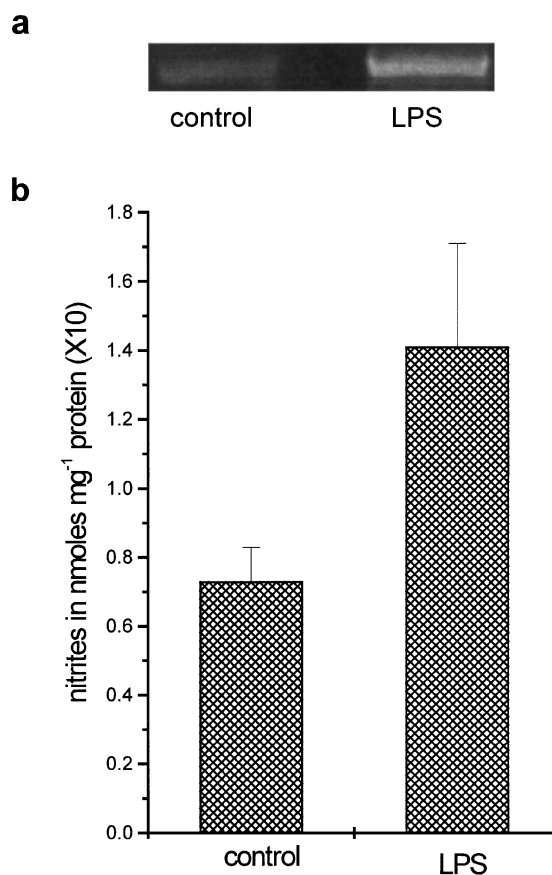 a
control LPS
b
nitrites in nmoles mg⁻¹ protein (X10)
1.8
1.6
1.4
1.2
1.0
0.8
0.6
0.4
0.2
0.0
control LPS